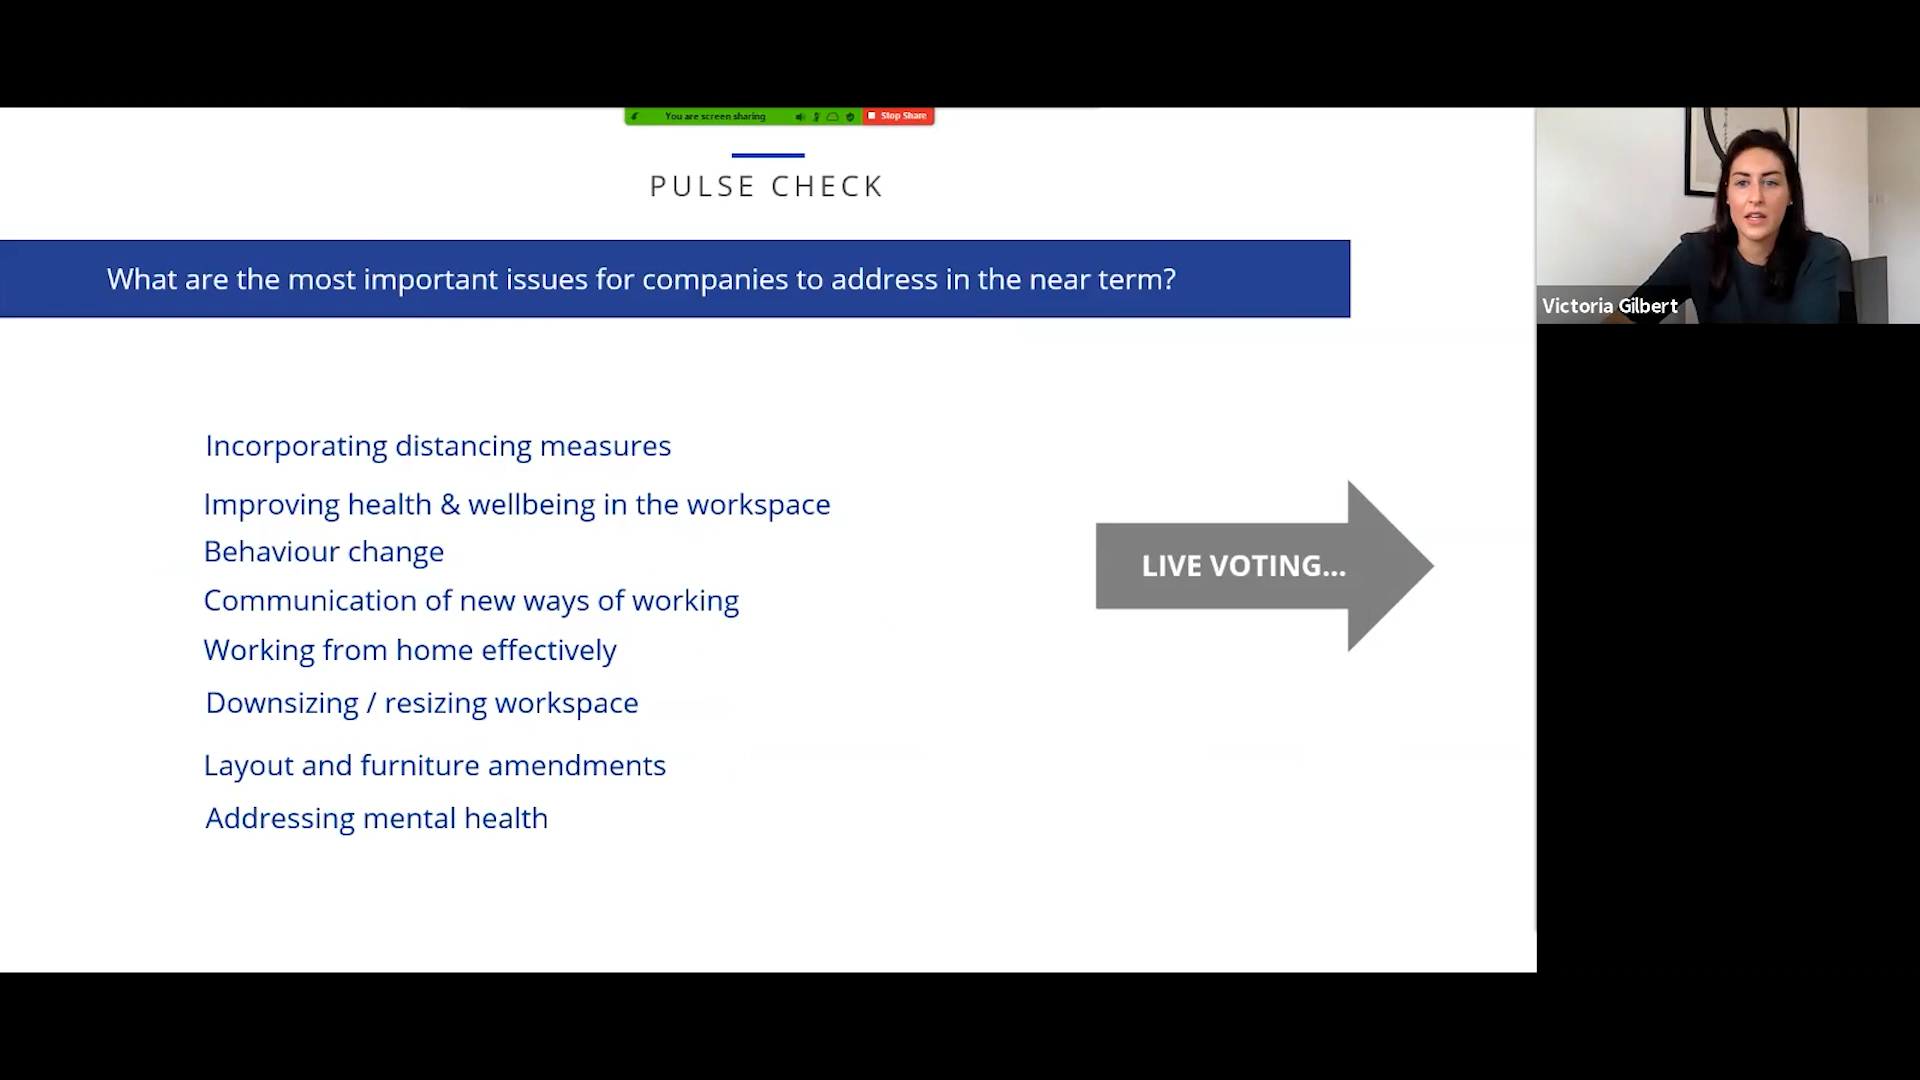 You are screen sharing
Stop Share
PULSE CHECK
What are the most important issues for companies to address in the near term?
Incorporating distancing measures
Improving health & wellbeing in the workspace
Behaviour change
Communication of new ways of working
Working from home effectively
Downsizing / resizing workspace
Layout and furniture amendments
Addressing mental health
LIVE VOTING...
Victoria Gilbert